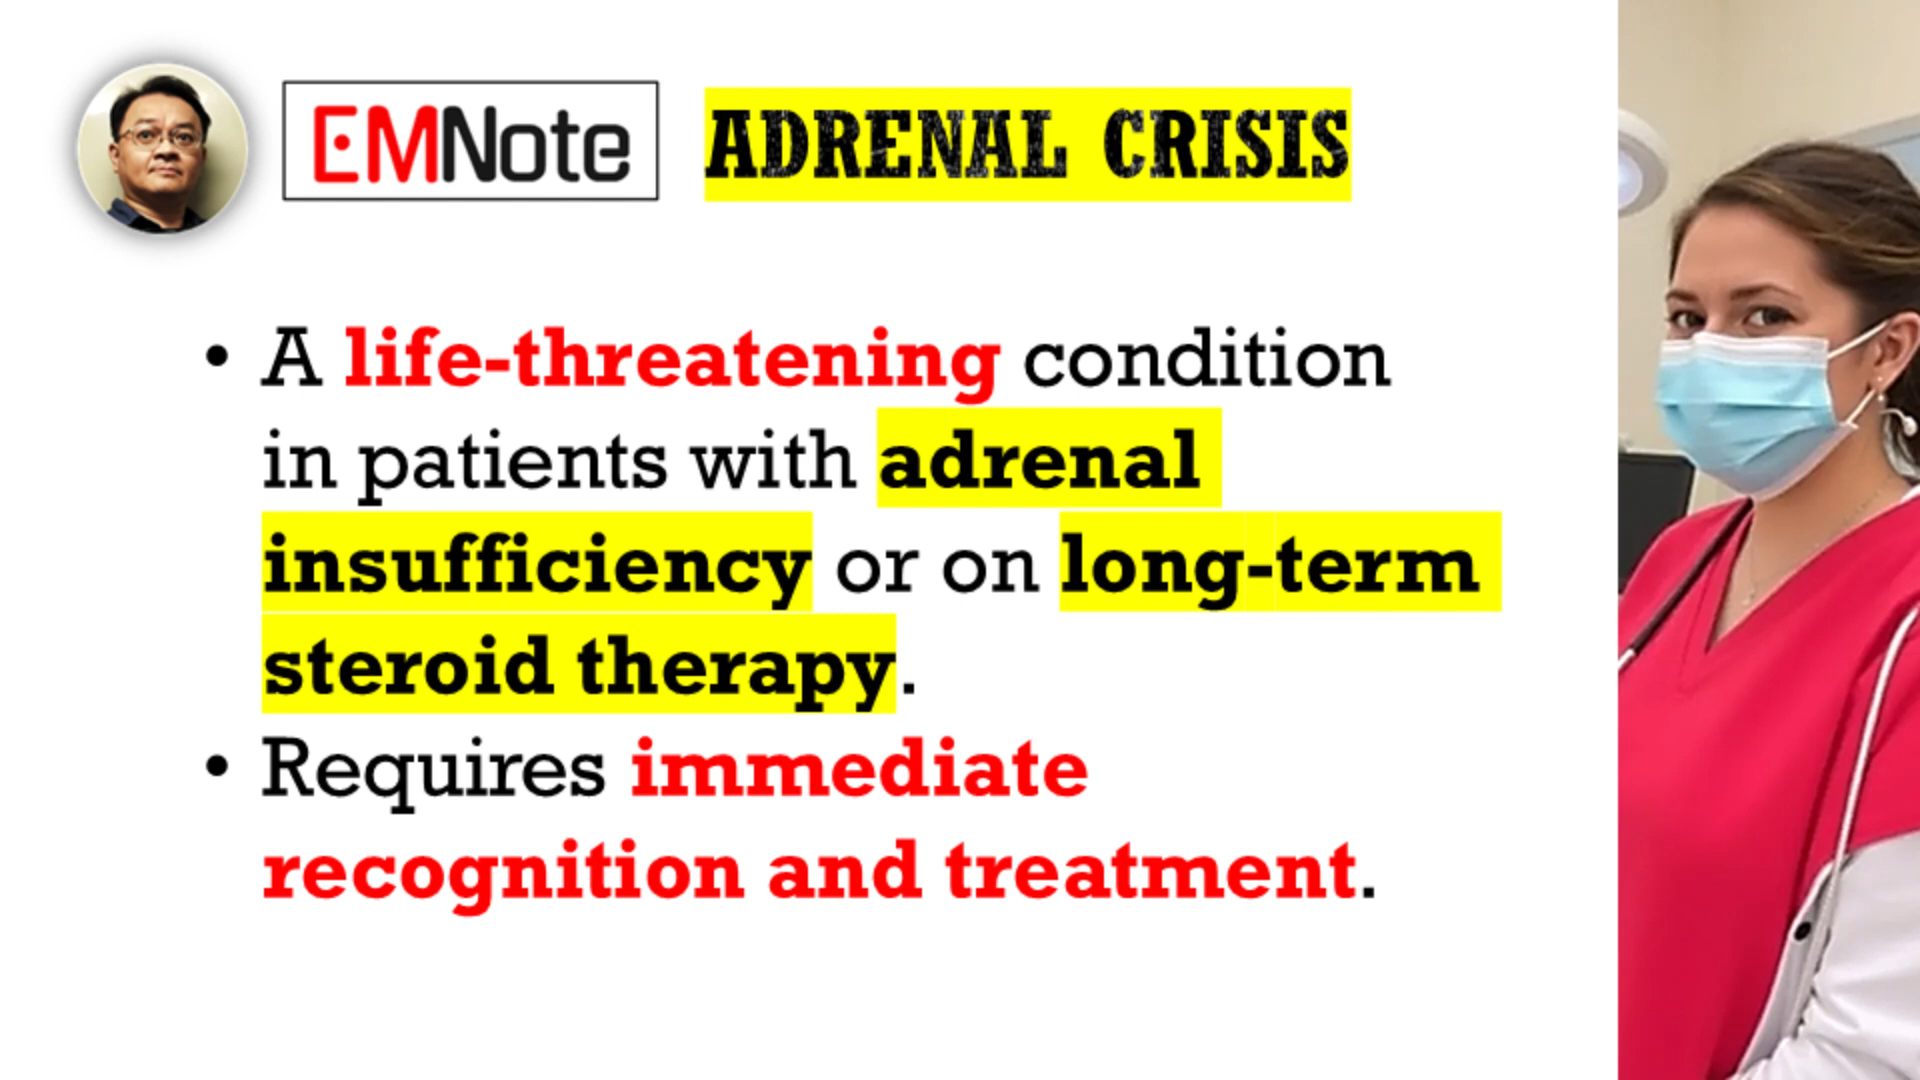 EMNote ADRENAL CRISIS
• A life-threatening condition
in patients with adrenal
insufficiency or on long-term
steroid therapy.
• Requires immediate
recognition and treatment.